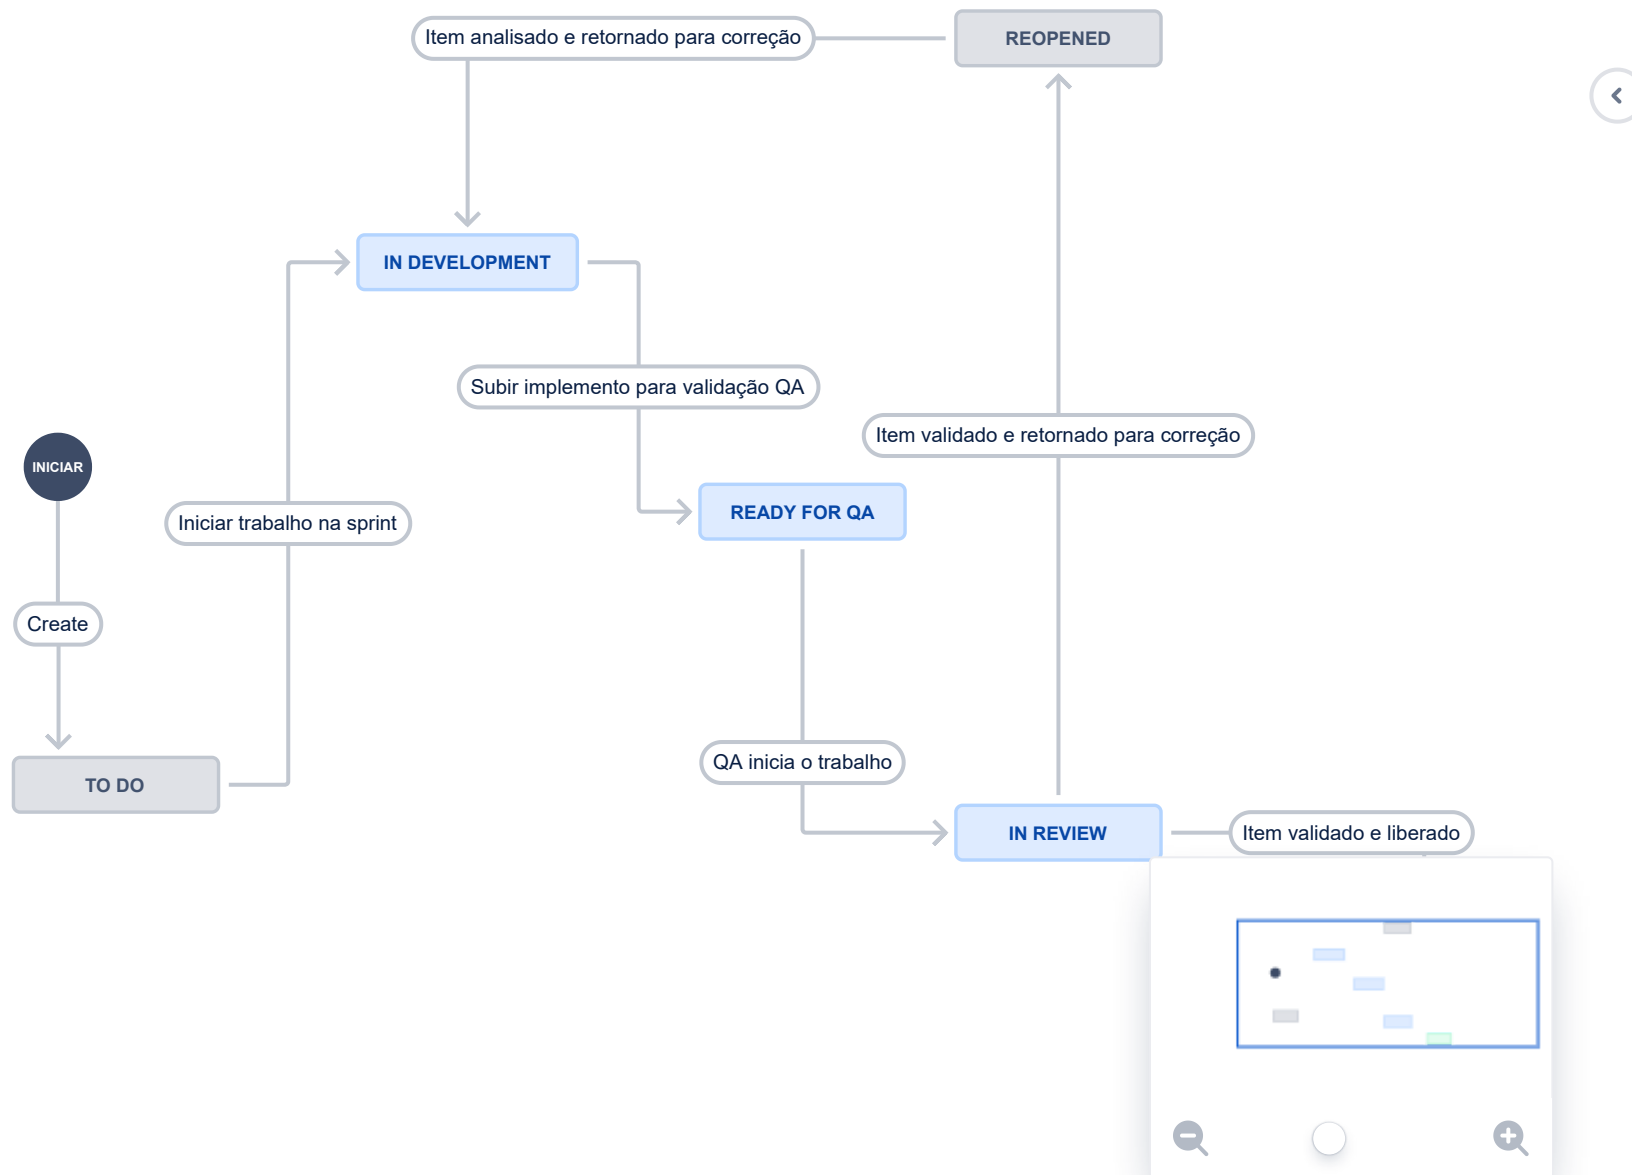 Item analisado e retornado para correção
REOPENED
IN DEVELOPMENT
Subir implemento para validação QA
Item validado e retornado para correção
INICIAR
READY FOR QA
Iniciar trabalho na sprint
Create
QA inicia o trabalho
TO DO
IN REVIEW
Item validado e liberado